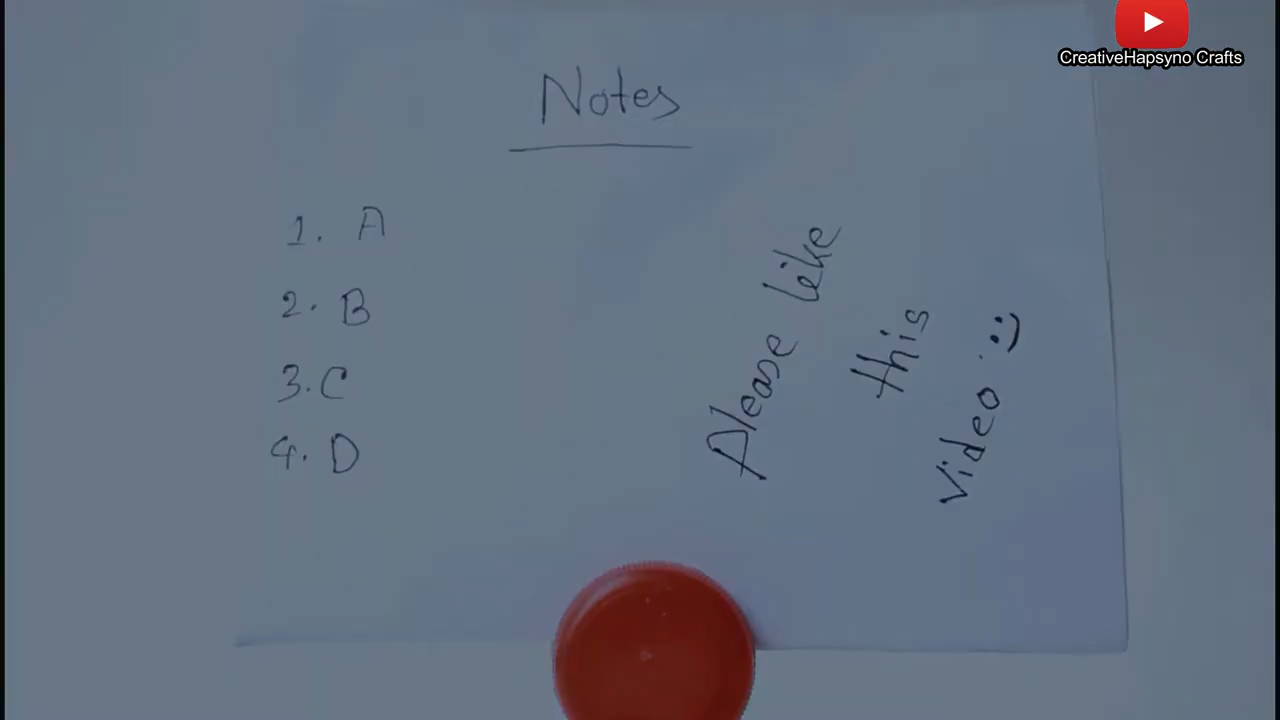 CreativeHapsyno Crafts
Notes
1. A
2. B
3. C
4. D
Please like
this
video :)